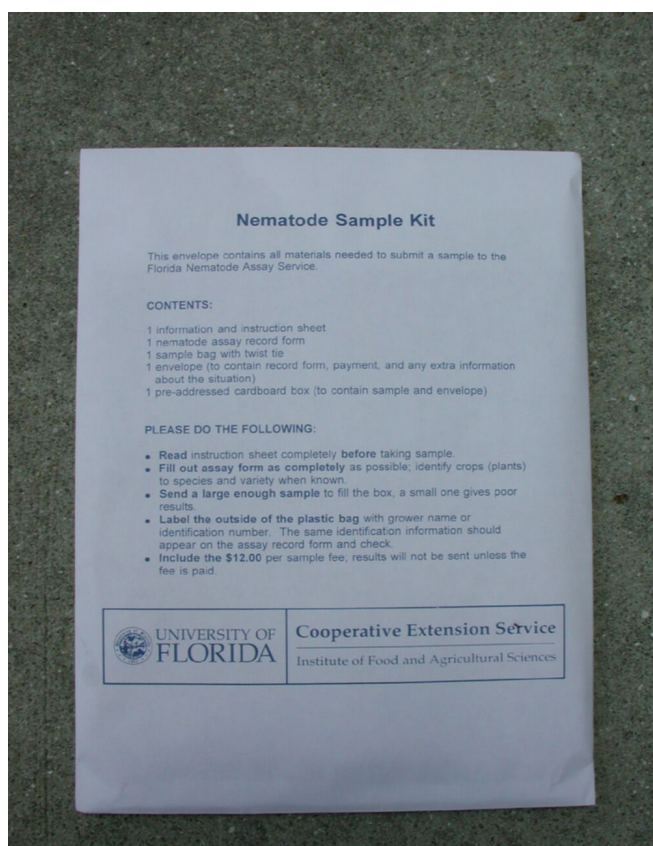 Nematode Sample Kit
This envelope contains all materials needed to submit a sample to the
Florida Nematode Assay Service.
CONTENTS:
1 information and instruction sheet
1 nematode assay record form
1 sample bag with twist tie
1 envelope (to contain record form, payment, and any extra information
about the situation)
1 pre-addressed cardboard box (to contain sample and envelope)
PLEASE DO THE FOLLOWING:
• Read instruction sheet completely before taking sample.
• Fill out assay form as completely as possible; identify crops (plants)
to species and variety when known.
• Send a large enough sample to fill the box, a small one gives poor
results.
• Label the outside of the plastic bag with grower name or
identification number. The same identification information should
appear on the assay record form and check.
• Include the $12.00 per sample fee; results will not be sent unless the
fee is paid.
UNIVERSITY OF
FLORIDA
Cooperative Extension Service
Institute of Food and Agricultural Sciences